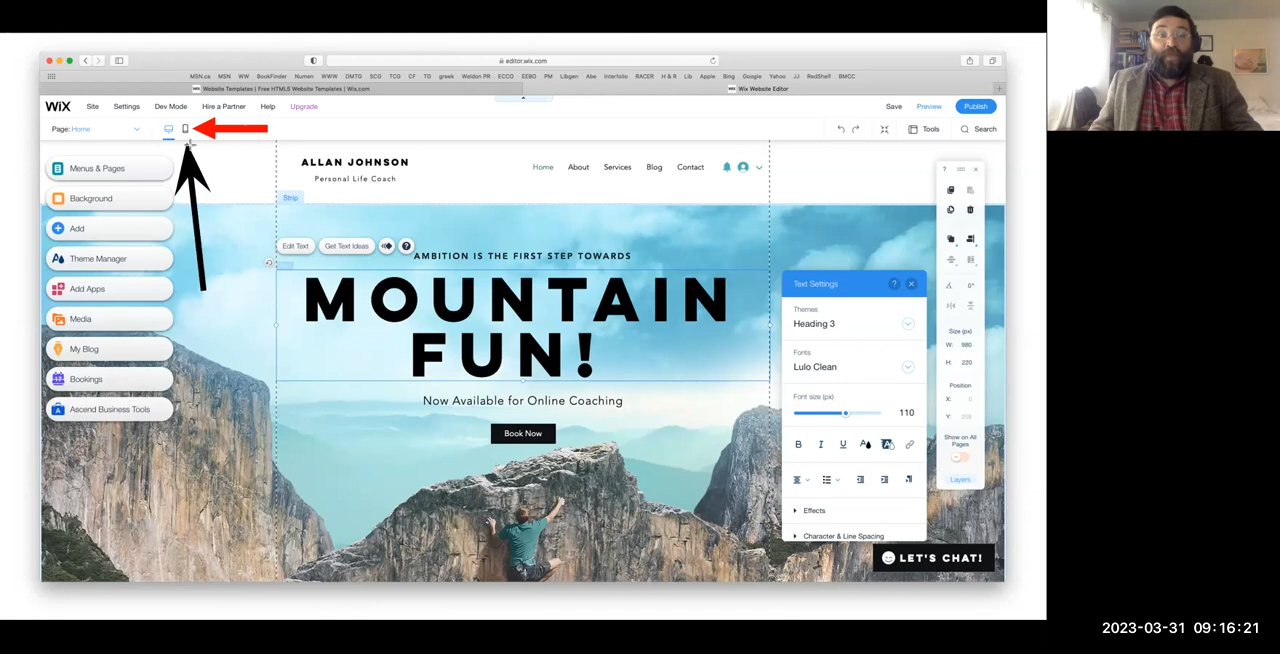 editor.wix.com
MSN.ca MSN WW BookFinder Numen WWW DMTG SCG TCG CF TD greek Weldon PR ECCO EEBO PM Libgen Abe Interfolio RACER H & R Lib Apple Bing Google Yahoo JJ RedShelf BMCC
Website Templates | Free HTML5 Website Templates | Wix.com
Wix Website Editor
WiX Site Settings Dev Mode Hire a Partner Help Upgrade Save Preview Publish
Page: Home Tools Search
Menus & Pages
Background
Add
Theme Manager
Add Apps
Media
My Blog
Bookings
Ascend Business Tools
ALLAN JOHNSON
Personal Life Coach
Home About Services Blog Contact
Strip
Edit Text Get Text Ideas
AMBITION IS THE FIRST STEP TOWARDS
MOUNTAIN
FUN!
Now Available for Online Coaching
Book Now
Text Settings
Themes
Heading 3
Fonts
Lulo Clean
Font size (px)
110
B I U
Effects
Character & Line Spacing
0°
Size (px)
W: 980
H: 220
Position
X: 0
Y:
Show on All
Pages
Layers
LET'S CHAT!
2023-03-31 09:16:21